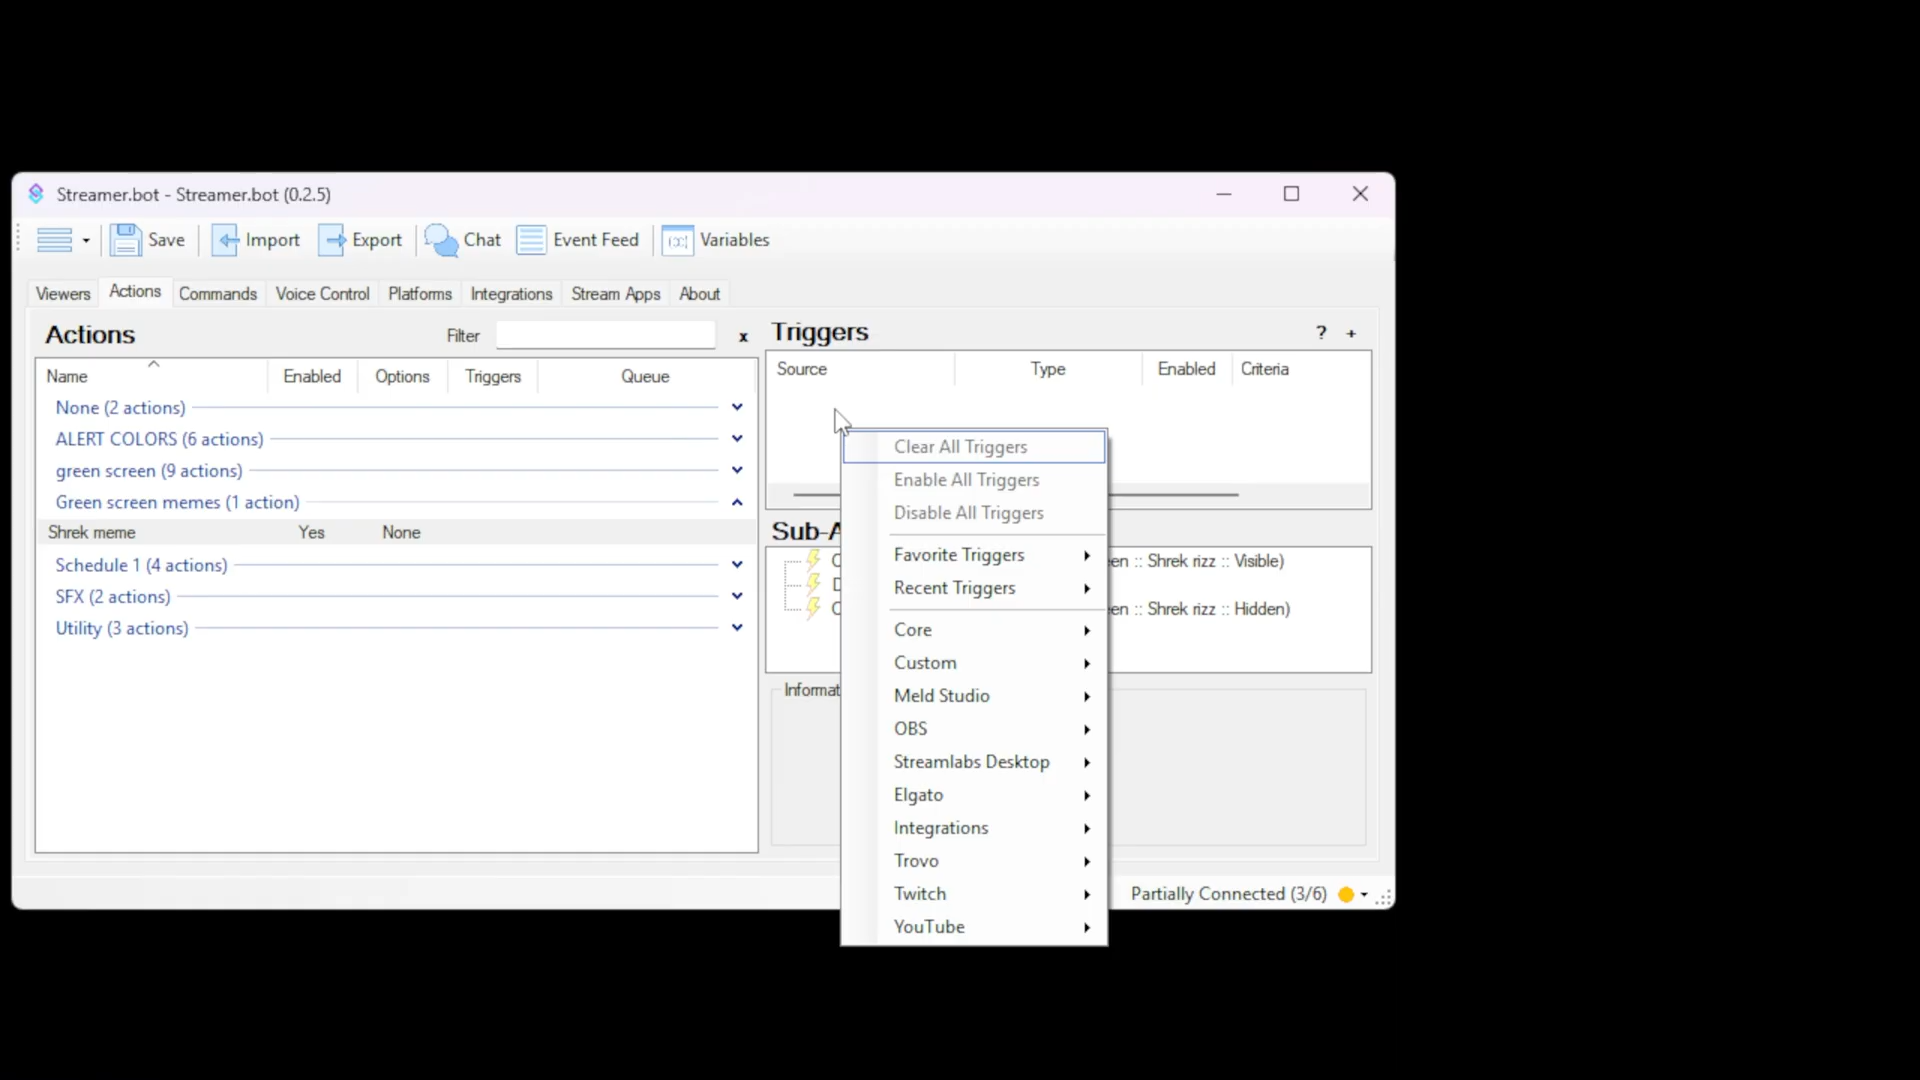 Streamer.bot - Streamer.bot (0.2.5)
Save Import Export Chat Event Feed Variables
Viewers Actions Commands Voice Control Platforms Integrations Stream Apps About
Actions Filter x
Name Enabled Options Triggers Queue
None (2 actions)
ALERT COLORS (6 actions)
green screen (9 actions)
Green screen memes (1 action)
Shrek meme Yes None
Schedule 1 (4 actions)
SFX (2 actions)
Utility (3 actions)
Triggers ? +
Source Type Enabled Criteria
Sub-A
een :: Shrek rizz :: Visible)
een :: Shrek rizz :: Hidden)
Informat
Clear All Triggers
Enable All Triggers
Disable All Triggers
Favorite Triggers
Recent Triggers
Core
Custom
Meld Studio
OBS
Streamlabs Desktop
Elgato
Integrations
Trovo
Twitch
YouTube
Partially Connected (3/6)